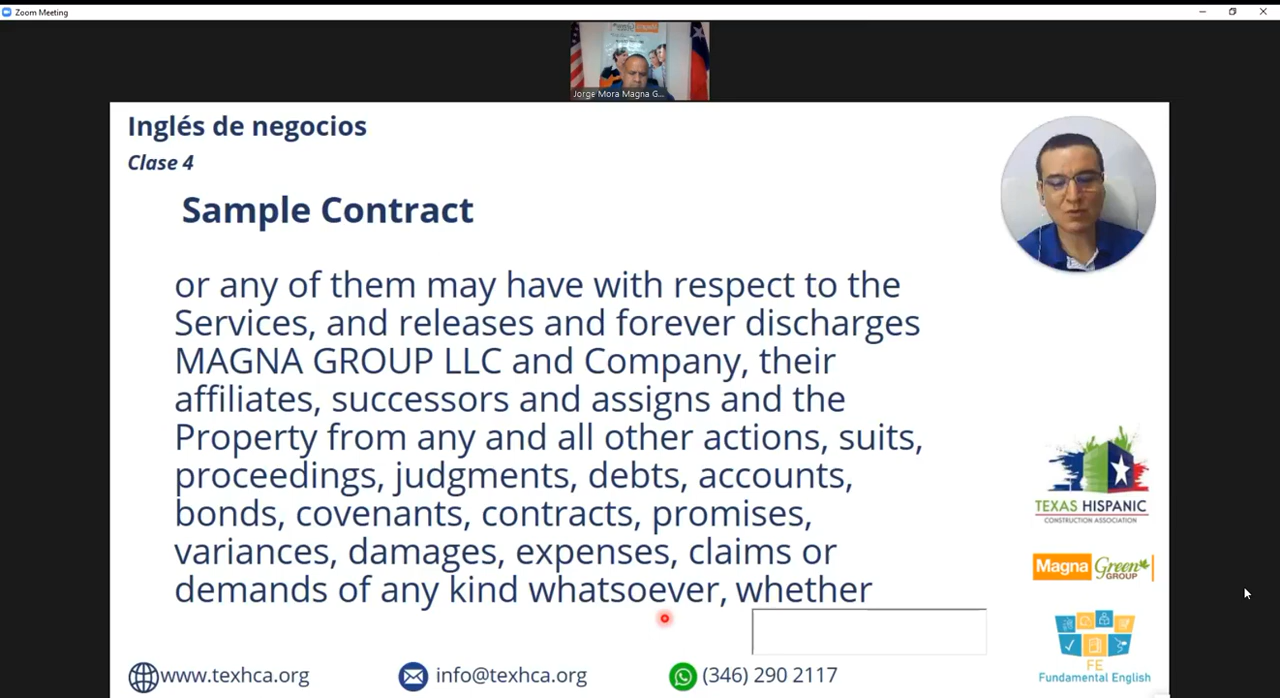 Zoom Meeting
Jorge Mora Magna G...
Inglés de negocios
Clase 4
Sample Contract
or any of them may have with respect to the
Services, and releases and forever discharges
MAGNA GROUP LLC and Company, their
affiliates, successors and assigns and the
Property from any and all other actions, suits,
proceedings, judgments, debts, accounts,
bonds, covenants, contracts, promises,
variances, damages, expenses, claims or
demands of any kind whatsoever, whether
TEXAS HISPANIC
CONSTRUCTION ASSOCIATION
Magna Green
GROUP
FE
Fundamental English
www.texhca.org
info@texhca.org
(346) 290 2117